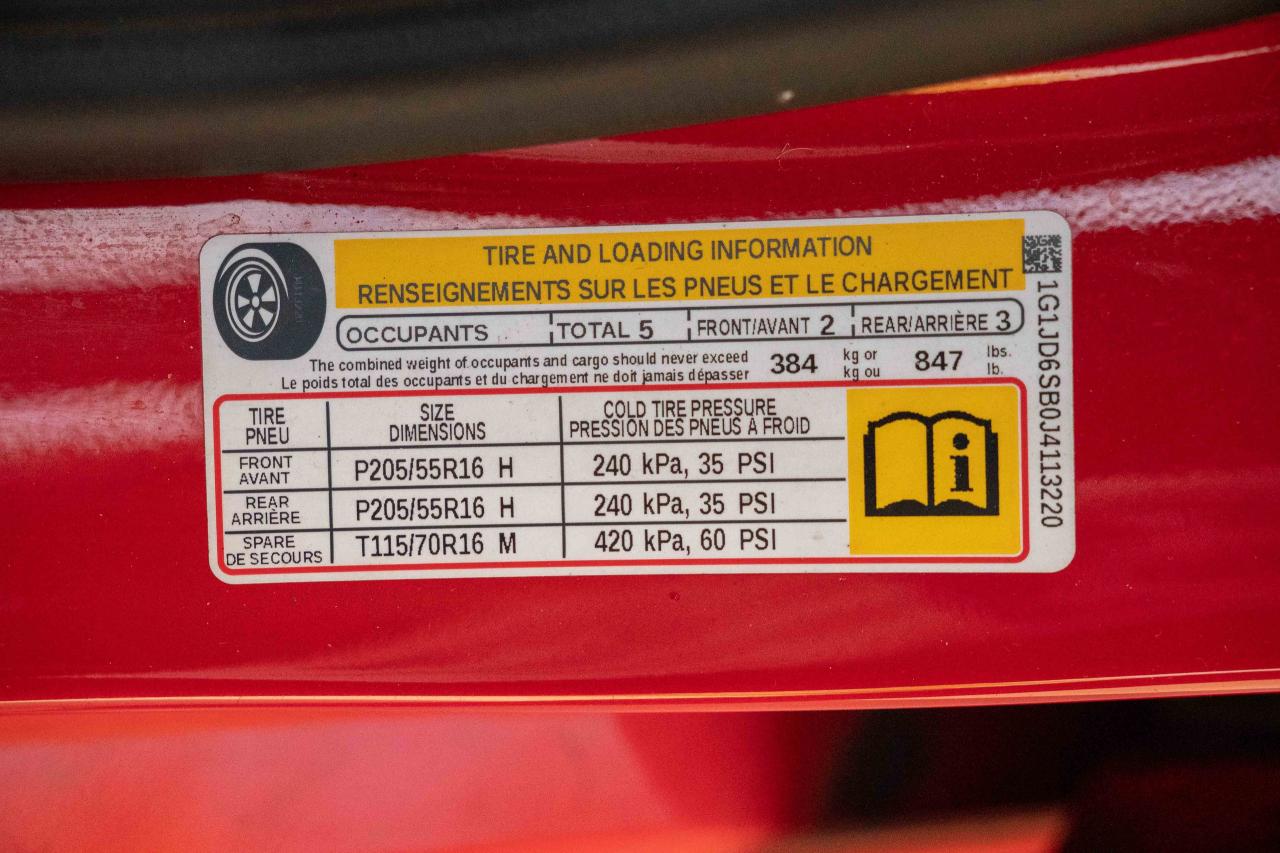 TIRE AND LOADING INFORMATION
RENSEIGNEMENTS SUR LES PNEUS ET LE CHARGEMENT
OCCUPANTS TOTAL 5 FRONT/AVANT 2 REAR/ARRIÈRE 3
The combined weight of occupants and cargo should never exceed 384 kg or 847 lbs.
Le poids total des occupants et du chargement ne doit jamais dépasser kg ou lb.
TIRE SIZE COLD TIRE PRESSURE
PNEU DIMENSIONS PRESSION DES PNEUS A FROID
FRONT
AVANT P205/55R16 H 240 kPa, 35 PSI
REAR
ARRIÈRE P205/55R16 H 240 kPa, 35 PSI
SPARE
DE SECOURS T115/70R16 M 420 kPa, 60 PSI
1G1JD6SB0J4113220